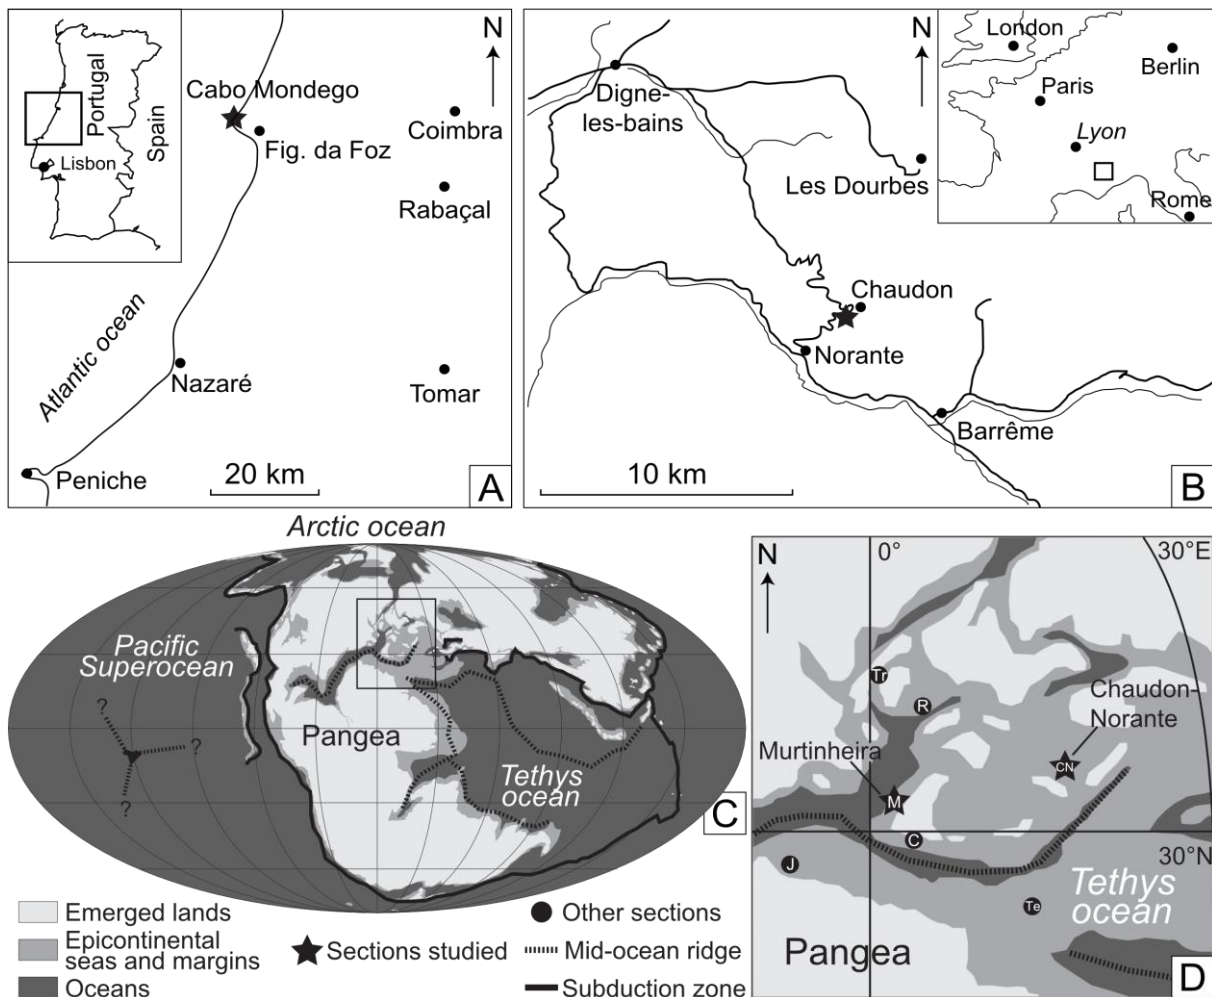 Portugal
Spain
Lisbon
N
Cabo Mondego
Fig. da Foz
Coimbra
Rabaçal
Atlantic ocean
Nazaré
Tomar
Peniche
20 km
A
Digne-
les-bains
N
Les Dourbes
Chaudon
Norante
Barrême
10 km
B
London
Berlin
Paris
Lyon
Rome
Arctic ocean
Pacific
Superocean
?
?
?
Pangea
Tethys
ocean
C
N
0°
30°E
Tr
R
Chaudon-
Norante
Murtinheira
CN
M
C
J
30°N
Te
Tethys
ocean
Pangea
D
Emerged lands
Epicontinental
seas and margins
Oceans
Sections studied
Other sections
Mid-ocean ridge
Subduction zone